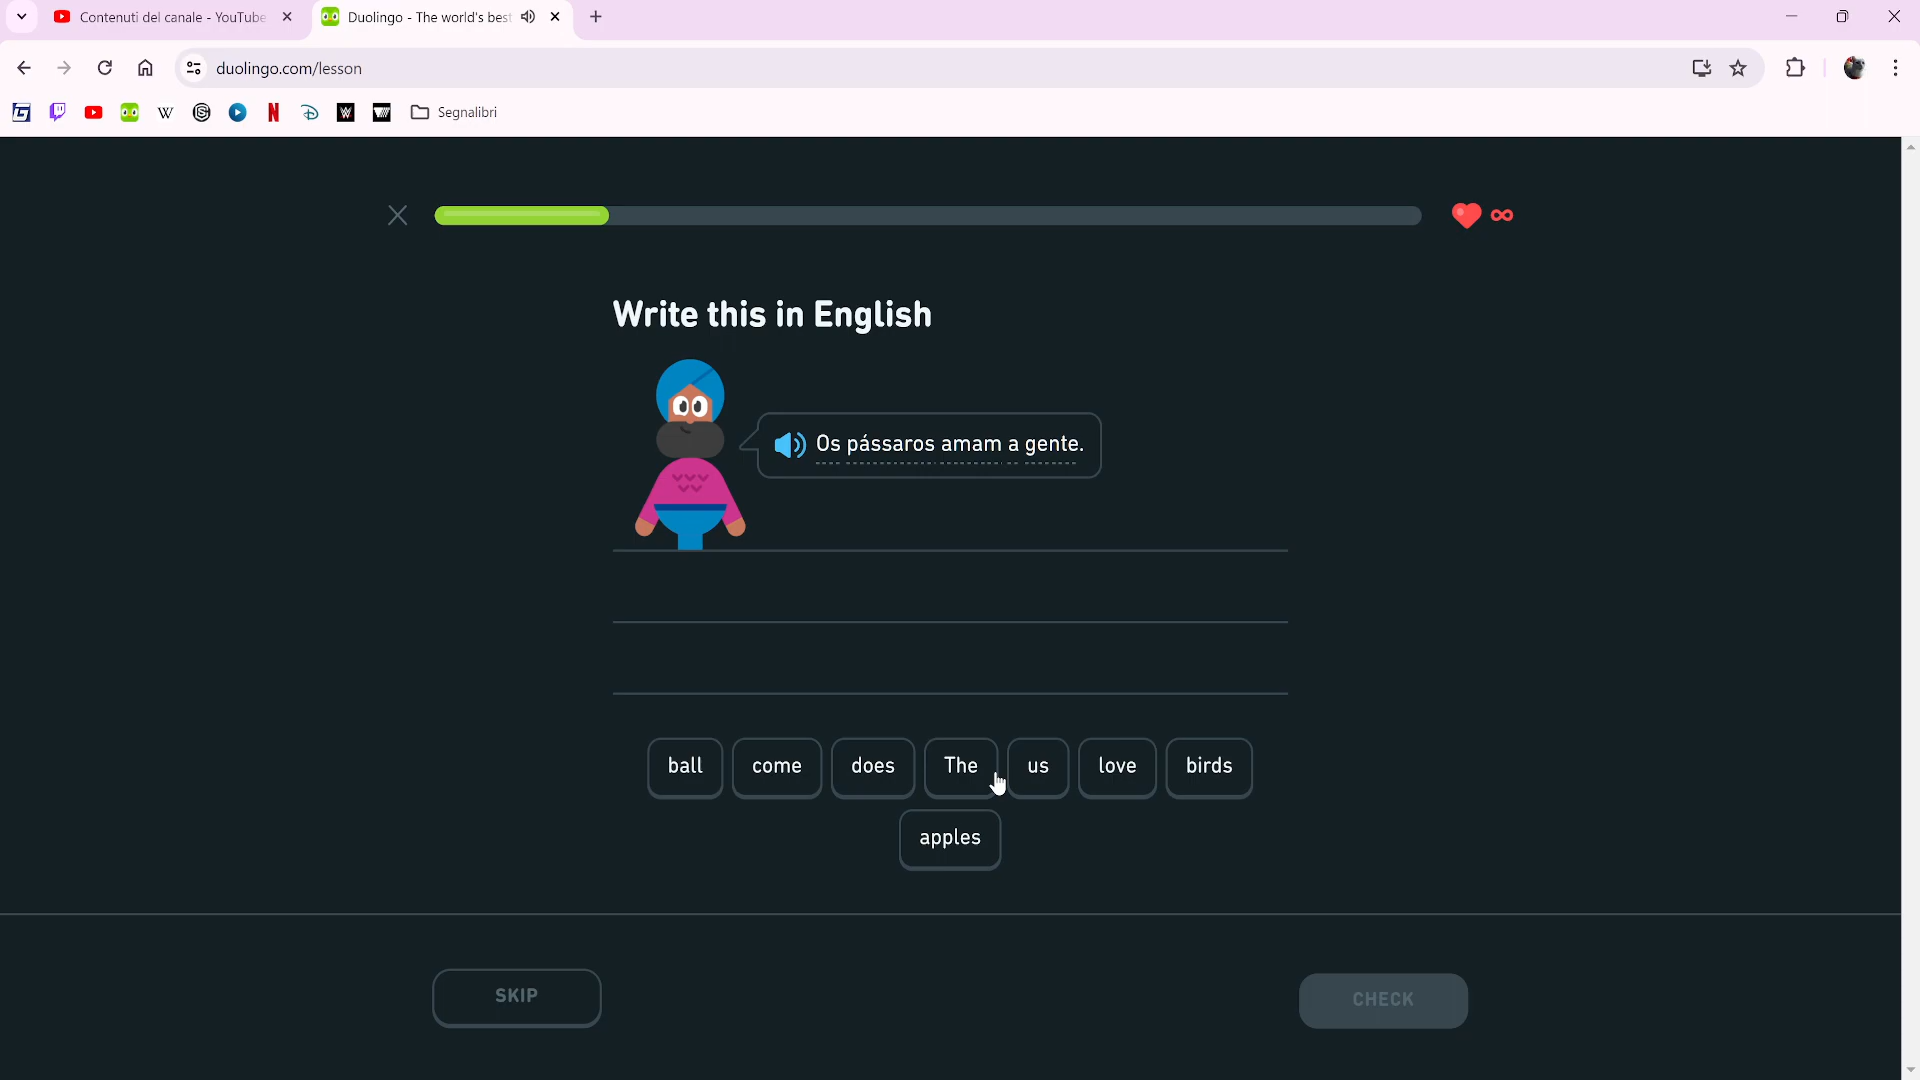 Contenuti del canale - YouTube
Duolingo - The world's best
duolingo.com/lesson
Segnalibri
Write this in English
Os pássaros amam a gente.
ball come does The us love birds
apples
SKIP
CHECK